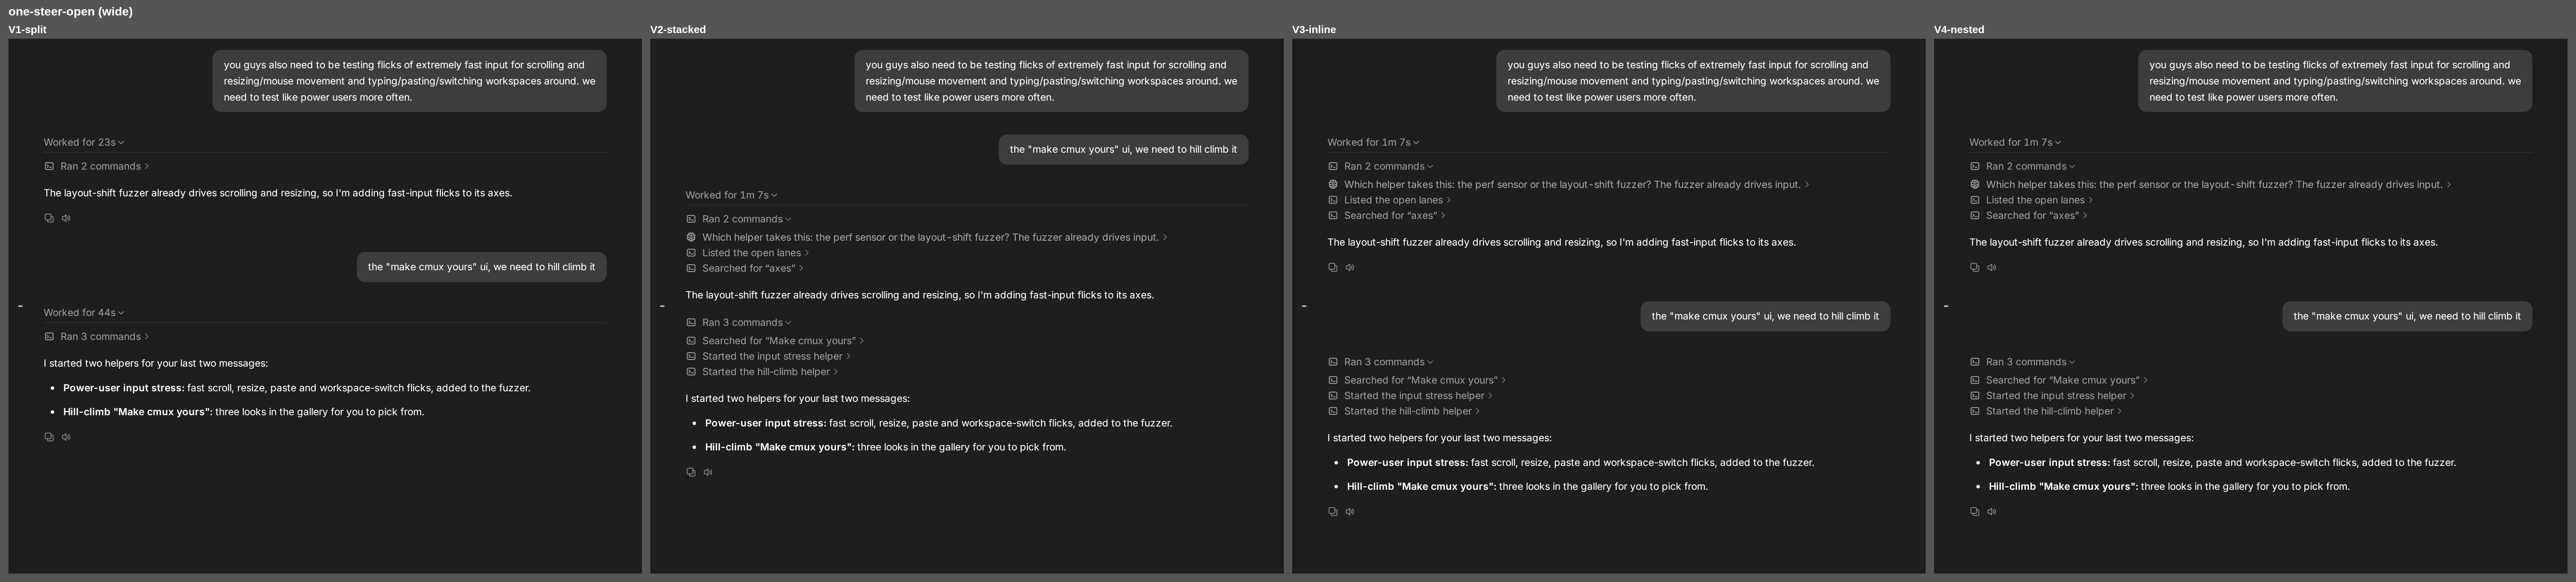 one-steer-open (wide)
V1-split
you guys also need to be testing flicks of extremely fast input for scrolling and
resizing/mouse movement and typing/pasting/switching workspaces around. we
need to test like power users more often.
Worked for 23s
Ran 2 commands
The layout-shift fuzzer already drives scrolling and resizing, so I'm adding fast-input flicks to its axes.
the "make cmux yours" ui, we need to hill climb it
Worked for 44s
Ran 3 commands
I started two helpers for your last two messages:
• Power-user input stress: fast scroll, resize, paste and workspace-switch flicks, added to the fuzzer.
• Hill-climb "Make cmux yours": three looks in the gallery for you to pick from.
V2-stacked
you guys also need to be testing flicks of extremely fast input for scrolling and
resizing/mouse movement and typing/pasting/switching workspaces around. we
need to test like power users more often.
the "make cmux yours" ui, we need to hill climb it
Worked for 1m 7s
Ran 2 commands
Which helper takes this: the perf sensor or the layout-shift fuzzer? The fuzzer already drives input.
Listed the open lanes
Searched for “axes”
The layout-shift fuzzer already drives scrolling and resizing, so I'm adding fast-input flicks to its axes.
Ran 3 commands
Searched for “Make cmux yours”
Started the input stress helper
Started the hill-climb helper
I started two helpers for your last two messages:
• Power-user input stress: fast scroll, resize, paste and workspace-switch flicks, added to the fuzzer.
• Hill-climb "Make cmux yours": three looks in the gallery for you to pick from.
V3-inline
you guys also need to be testing flicks of extremely fast input for scrolling and
resizing/mouse movement and typing/pasting/switching workspaces around. we
need to test like power users more often.
Worked for 1m 7s
Ran 2 commands
Which helper takes this: the perf sensor or the layout-shift fuzzer? The fuzzer already drives input.
Listed the open lanes
Searched for “axes”
The layout-shift fuzzer already drives scrolling and resizing, so I'm adding fast-input flicks to its axes.
the "make cmux yours" ui, we need to hill climb it
Ran 3 commands
Searched for “Make cmux yours”
Started the input stress helper
Started the hill-climb helper
I started two helpers for your last two messages:
• Power-user input stress: fast scroll, resize, paste and workspace-switch flicks, added to the fuzzer.
• Hill-climb "Make cmux yours": three looks in the gallery for you to pick from.
V4-nested
you guys also need to be testing flicks of extremely fast input for scrolling and
resizing/mouse movement and typing/pasting/switching workspaces around. we
need to test like power users more often.
Worked for 1m 7s
Ran 2 commands
Which helper takes this: the perf sensor or the layout-shift fuzzer? The fuzzer already drives input.
Listed the open lanes
Searched for “axes”
The layout-shift fuzzer already drives scrolling and resizing, so I'm adding fast-input flicks to its axes.
the "make cmux yours" ui, we need to hill climb it
Ran 3 commands
Searched for “Make cmux yours”
Started the input stress helper
Started the hill-climb helper
I started two helpers for your last two messages:
• Power-user input stress: fast scroll, resize, paste and workspace-switch flicks, added to the fuzzer.
• Hill-climb "Make cmux yours": three looks in the gallery for you to pick from.